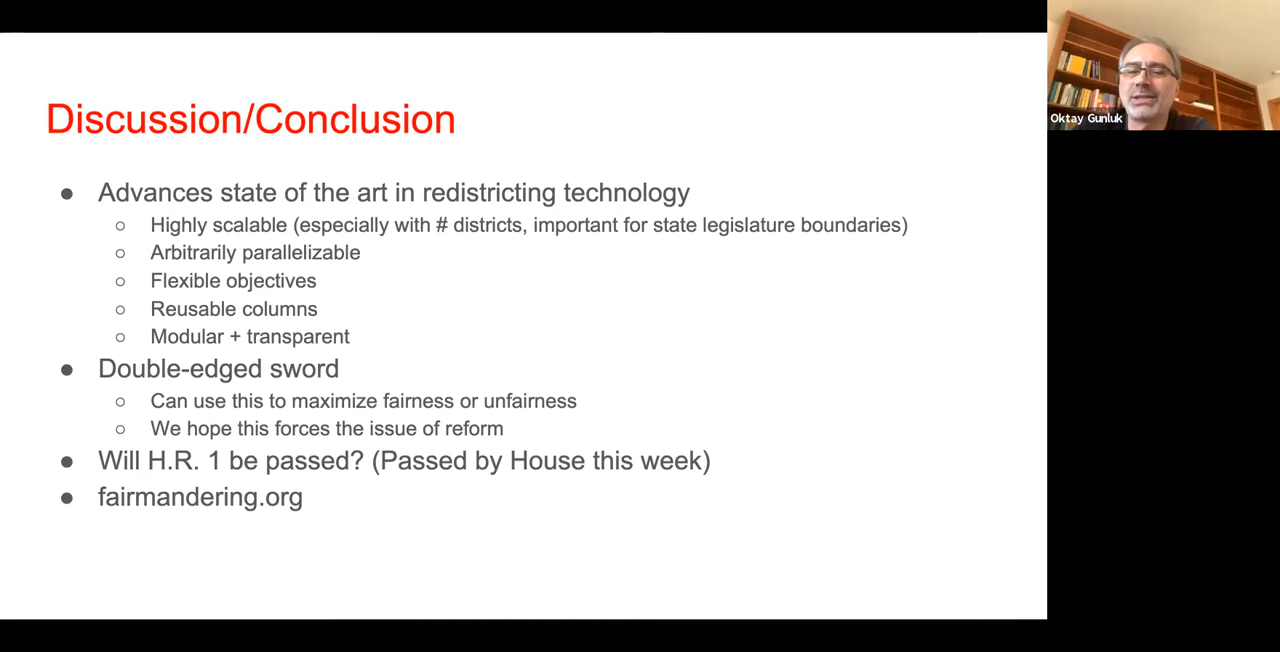 Discussion/Conclusion
● Advances state of the art in redistricting technology
○ Highly scalable (especially with # districts, important for state legislature boundaries)
○ Arbitrarily parallelizable
○ Flexible objectives
○ Reusable columns
○ Modular + transparent
● Double-edged sword
○ Can use this to maximize fairness or unfairness
○ We hope this forces the issue of reform
● Will H.R. 1 be passed? (Passed by House this week)
● fairmandering.org
Oktay Gunluk